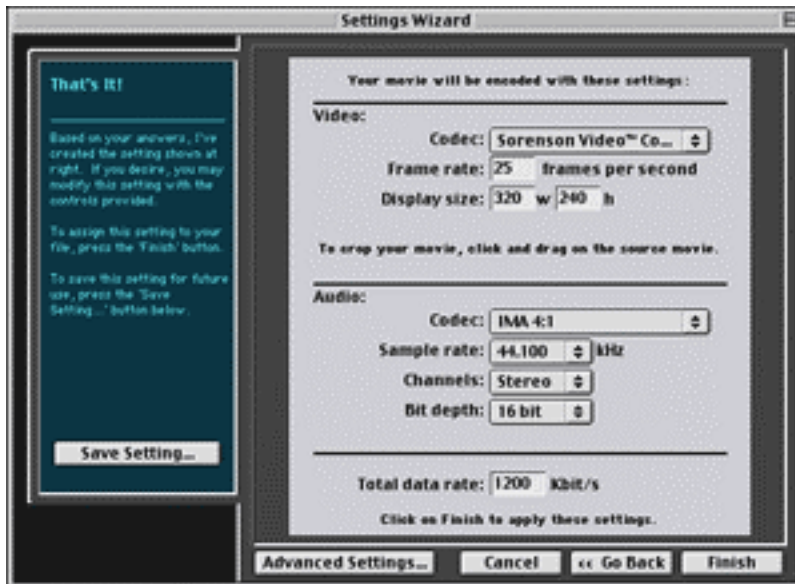 Settings Wizard
That's It!
Based on your answers, I've
created the setting shown at
right. If you desire, you may
modify this setting with the
controls provided.
To assign this setting to your
file, press the 'Finish' button.
To save this setting for future
use, press the 'Save
Setting...' button below.
Save Setting...
Your movie will be encoded with these settings:
Video:
Codec: Sorenson Video™ Co...
Frame rate: 25 frames per second
Display size: 320 w 240 h
To crop your movie, click and drag on the source movie.
Audio:
Codec: IMA 4:1
Sample rate: 44.100 kHz
Channels: Stereo
Bit depth: 16 bit
Total data rate: 1200 Kbit/s
Click on Finish to apply these settings.
Advanced Settings... Cancel << Go Back Finish